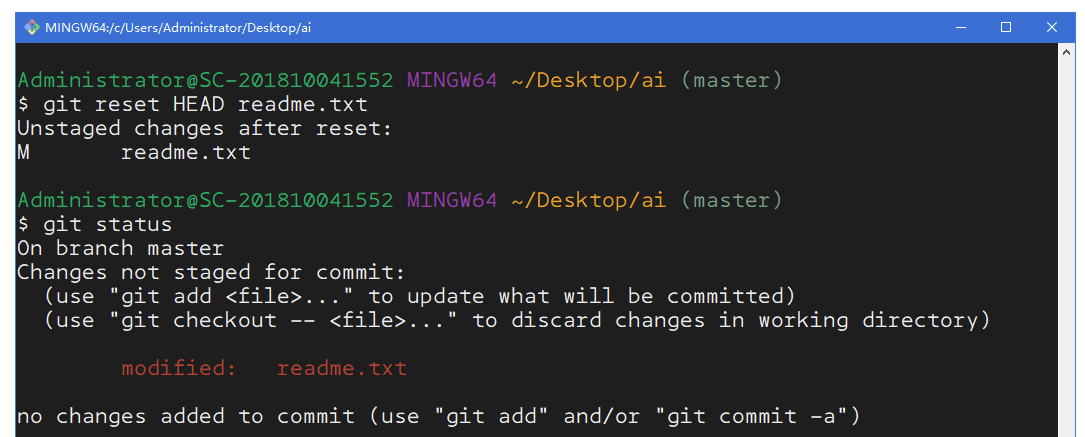 MINGW64:/c/Users/Administrator/Desktop/ai
Administrator@SC-201810041552 MINGW64 ~/Desktop/ai (master)
$ git reset HEAD readme.txt
Unstaged changes after reset:
M       readme.txt
Administrator@SC-201810041552 MINGW64 ~/Desktop/ai (master)
$ git status
On branch master
Changes not staged for commit:
  (use "git add <file>..." to update what will be committed)
  (use "git checkout -- <file>..." to discard changes in working directory)
        modified:   readme.txt
no changes added to commit (use "git add" and/or "git commit -a")